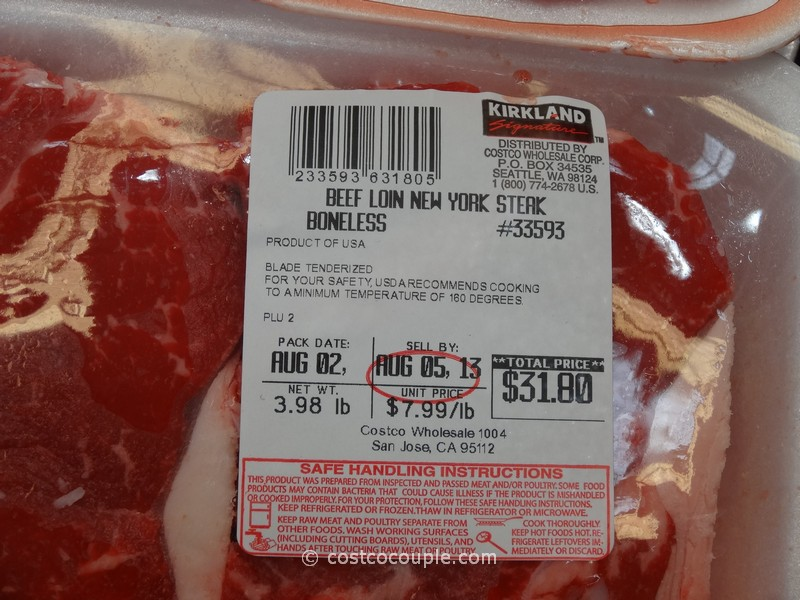 KIRKLAND
Signature™
DISTRIBUTED BY
COSTCO WHOLESALE CORP.
P.O. BOX 34535
SEATTLE, WA 98124
1 (800) 774-2678 U.S.
233593 631805
BEEF LOIN NEW YORK STEAK
BONELESS #33593
PRODUCT OF USA
BLADE TENDERIZED
FOR YOUR SAFETY, USDA RECOMMENDS COOKING
TO A MINIMUM TEMPERATURE OF 160 DEGREES
PLU 2
PACK DATE: SELL BY:
AUG 02, AUG 05, 13
**TOTAL PRICE**
$31.80
NET WT. UNIT PRICE
3.98 lb $7.99/lb
Costco Wholesale 1004
San Jose, CA 95112
SAFE HANDLING INSTRUCTIONS
THIS PRODUCT WAS PREPARED FROM INSPECTED AND PASSED MEAT AND/OR POULTRY. SOME FOOD
PRODUCTS MAY CONTAIN BACTERIA THAT COULD CAUSE ILLNESS IF THE PRODUCT IS MISHANDLED
OR COOKED IMPROPERLY. FOR YOUR PROTECTION, FOLLOW THESE SAFE HANDLING INSTRUCTIONS.
KEEP REFRIGERATED OR FROZEN. THAW IN REFRIGERATOR OR MICROWAVE.
KEEP RAW MEAT AND POULTRY SEPARATE FROM
OTHER FOODS. WASH WORKING SURFACES
(INCLUDING CUTTING BOARDS), UTENSILS, AND
HANDS AFTER TOUCHING RAW MEAT OR POULTRY.
COOK THOROUGHLY.
KEEP HOT FOODS HOT. RE-
FRIGERATE LEFTOVERS IM-
MEDIATELY OR DISCARD.
© costcocouple.com